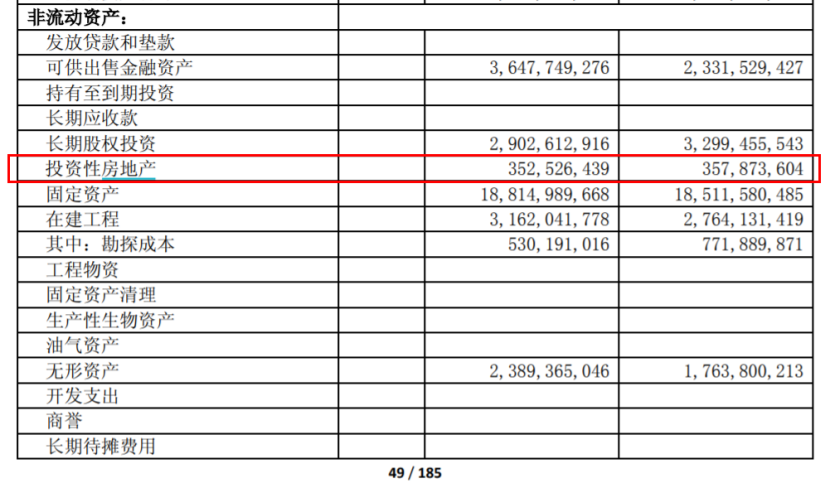 非流动资产：
发放贷款和垫款
可供出售金融资产 3,647,749,276 2,331,529,427
持有至到期投资
长期应收款
长期股权投资 2,902,612,916 3,299,455,543
投资性房地产 352,526,439 357,873,604
固定资产 18,814,989,668 18,511,580,485
在建工程 3,162,041,778 2,764,131,419
其中：勘探成本 530,191,016 771,889,871
工程物资
固定资产清理
生产性生物资产
油气资产
无形资产 2,389,365,046 1,763,800,213
开发支出
商誉
长期待摊费用
49 / 185